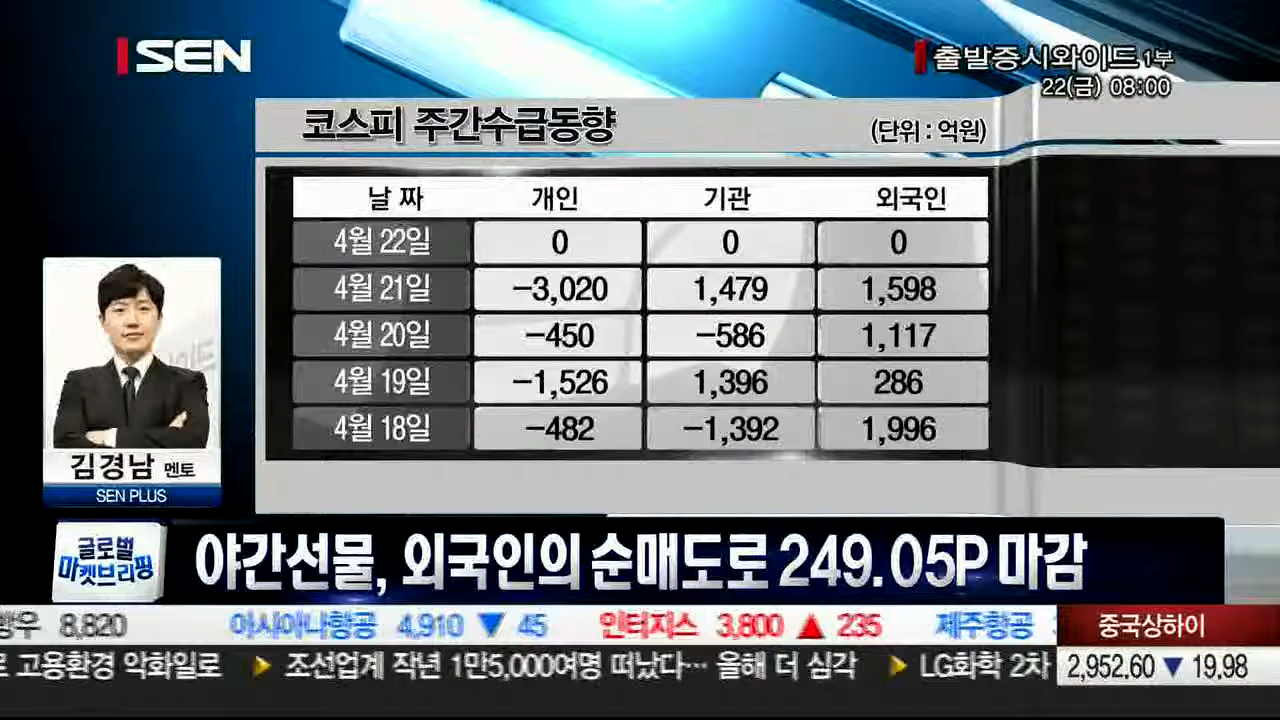 SEN
출발증시와이드 1부
22(금) 08:00
코스피 주간수급동향
(단위 : 억원)
날 짜 개인 기관 외국인
4월 22일 0 0 0
4월 21일 -3,020 1,479 1,598
4월 20일 -450 -586 1,117
4월 19일 -1,526 1,396 286
4월 18일 -482 -1,392 1,996
김경남 멘토
SEN PLUS
글로벌
마켓브리핑
야간선물, 외국인의 순매도로 249.05P 마감
8,820 아시아나항공 4,910 ▼ 45 인터지스 3,800 ▲ 235 제주항공
중국상하이
고용환경 악화일로 ▶ 조선업계 작년 1만5,000여명 떠났다… 올해 더 심각 ▶ LG화학 2차
2,952.60 ▼ 19,98